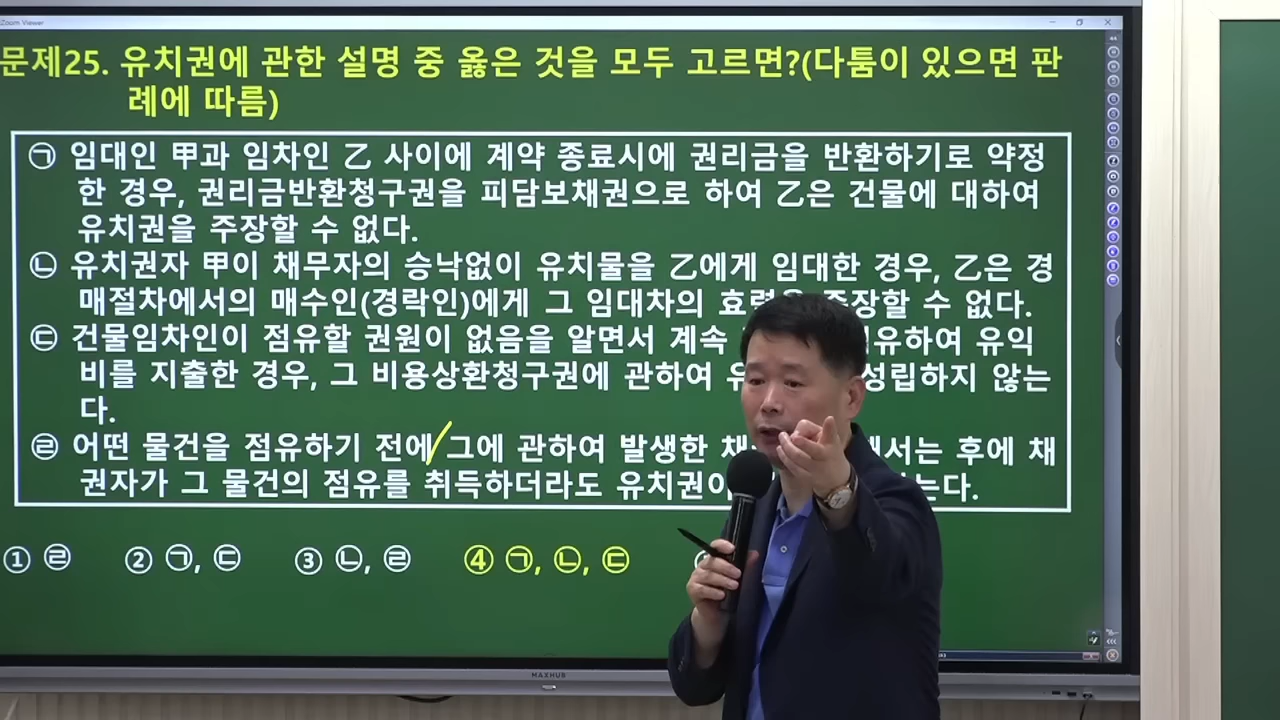 Zoom Viewer
문제25. 유치권에 관한 설명 중 옳은 것을 모두 고르면?(다툼이 있으면 판
례에 따름)
㉠ 임대인 甲과 임차인 乙 사이에 계약 종료시에 권리금을 반환하기로 약정
한 경우, 권리금반환청구권을 피담보채권으로 하여 乙은 건물에 대하여
유치권을 주장할 수 없다.
㉡ 유치권자 甲이 채무자의 승낙없이 유치물을 乙에게 임대한 경우, 乙은 경
매절차에서의 매수인(경락인)에게 그 임대차의 효력을 주장할 수 없다.
㉢ 건물임차인이 점유할 권원이 없음을 알면서 계속 하여 유익
비를 지출한 경우, 그 비용상환청구권에 관하여 성립하지 않는
다.
㉣ 어떤 물건을 점유하기 전에 그에 관하여 발생한 후에 채
권자가 그 물건의 점유를 취득하더라도
① ㉣ ② ㉠, ㉢ ③ ㉡, ㉣ ④ ㉠, ㉡, ㉢
MAXHUB